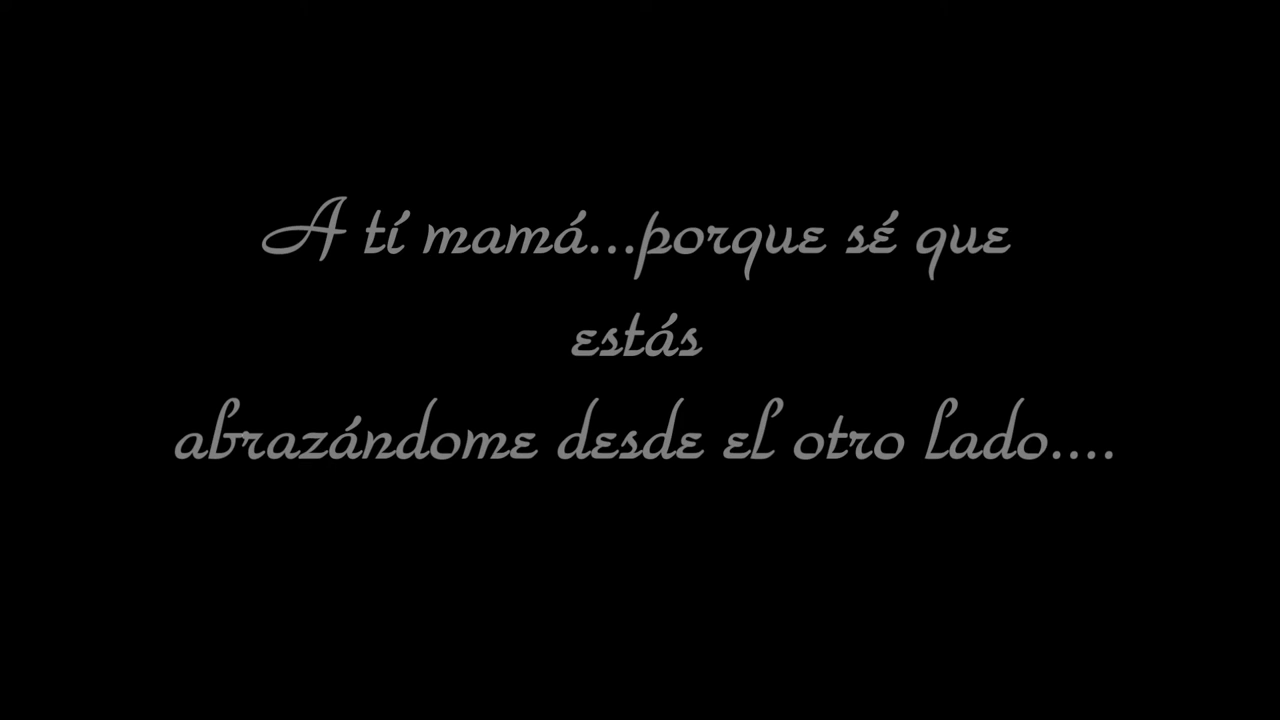 A tí mamá...porque sé que
estás
abrazándome desde el otro lado....